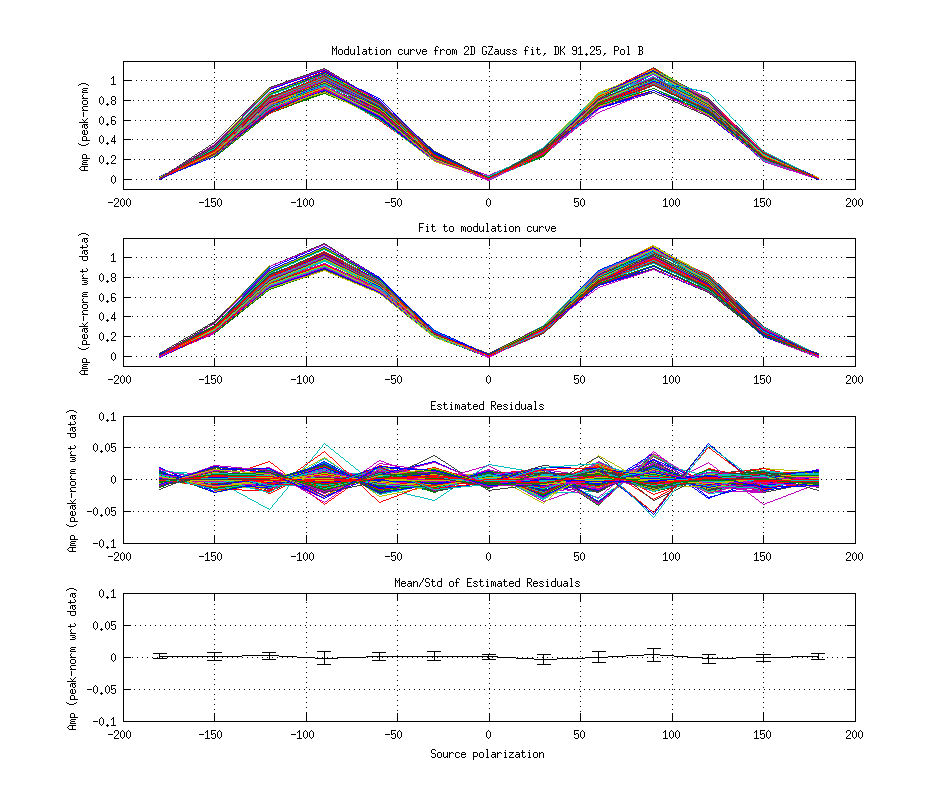 Modulation curve from 2D GZauss fit, DK 91.25, Pol B
Amp (peak-norm)
1
0.8
0.6
0.4
0.2
0
-200 -150 -100 -50 0 50 100 150 200
Fit to modulation curve
Amp (peak-norm wrt data)
1
0.8
0.6
0.4
0.2
0
-200 -150 -100 -50 0 50 100 150 200
Estimated Residuals
Amp (peak-norm wrt data)
0.1
0.05
0
-0.05
-0.1
-200 -150 -100 -50 0 50 100 150 200
Mean/Std of Estimated Residuals
Amp (peak-norm wrt data)
0.1
0.05
0
-0.05
-0.1
-200 -150 -100 -50 0 50 100 150 200
Source polarization